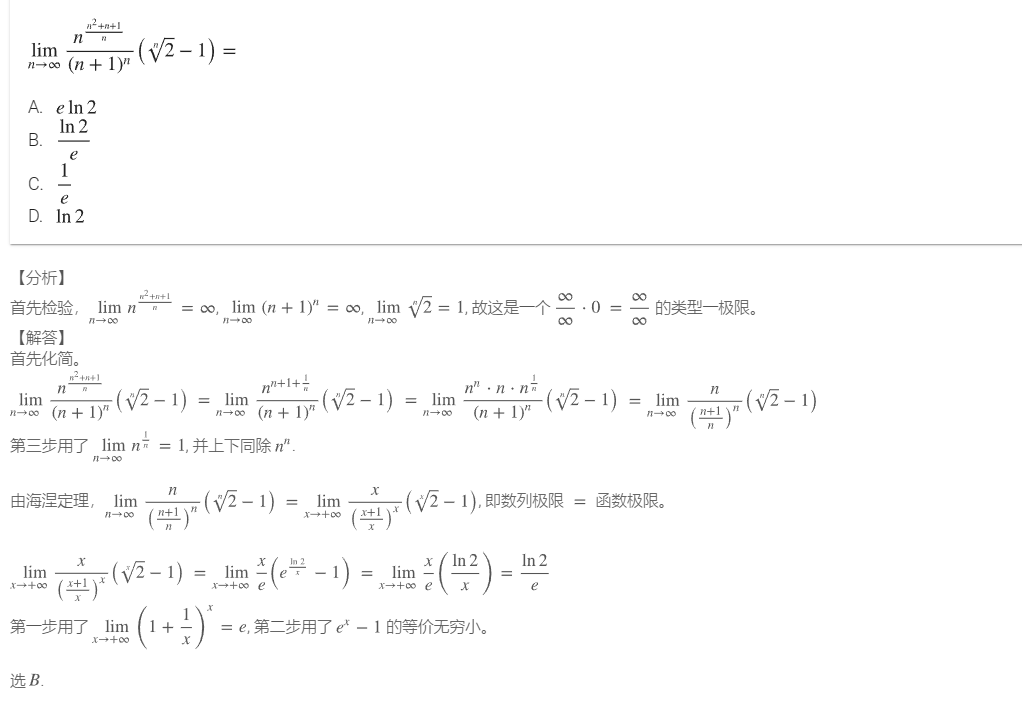 $\lim_{n\to\infty} \frac{n^{\frac{n^2+n+1}{n}}}{(n+1)^n} \left(\sqrt[n]{2} - 1\right) =$
A. $e \ln 2$
B. $\frac{\ln 2}{e}$
C. $\frac{1}{e}$
D. $\ln 2$
【分析】
首先检验, $\lim_{n\to\infty} n^{\frac{n^2+n+1}{n}} = \infty$, $\lim_{n\to\infty} (n+1)^n = \infty$, $\lim_{n\to\infty} \sqrt[n]{2} = 1$, 故这是一个 $\frac{\infty}{\infty} \cdot 0 = \frac{\infty}{\infty}$ 的类型一极限。
【解答】
首先化简。
$\lim_{n\to\infty} \frac{n^{\frac{n^2+n+1}{n}}}{(n+1)^n} \left(\sqrt[n]{2} - 1\right) = \lim_{n\to\infty} \frac{n^{n+1+\frac{1}{n}}}{(n+1)^n} \left(\sqrt[n]{2} - 1\right) = \lim_{n\to\infty} \frac{n^n \cdot n \cdot n^{\frac{1}{n}}}{(n+1)^n} \left(\sqrt[n]{2} - 1\right) = \lim_{n\to\infty} \frac{n}{\left(\frac{n+1}{n}\right)^n} \left(\sqrt[n]{2} - 1\right)$
第三步用了 $\lim_{n\to\infty} n^{\frac{1}{n}} = 1$, 并上下同除 $n^n$.
由海涅定理, $\lim_{n\to\infty} \frac{n}{\left(\frac{n+1}{n}\right)^n} \left(\sqrt[n]{2} - 1\right) = \lim_{x\to+\infty} \frac{x}{\left(\frac{x+1}{x}\right)^x} \left(\sqrt[x]{2} - 1\right)$, 即数列极限 = 函数极限。
$\lim_{x\to+\infty} \frac{x}{\left(\frac{x+1}{x}\right)^x} \left(\sqrt[x]{2} - 1\right) = \lim_{x\to+\infty} \frac{x}{e} \left(e^{\frac{\ln 2}{x}} - 1\right) = \lim_{x\to+\infty} \frac{x}{e} \left(\frac{\ln 2}{x}\right) = \frac{\ln 2}{e}$
第一步用了 $\lim_{x\to+\infty} \left(1 + \frac{1}{x}\right)^x = e$, 第二步用了 $e^x - 1$ 的等价无穷小。
选 $B$.